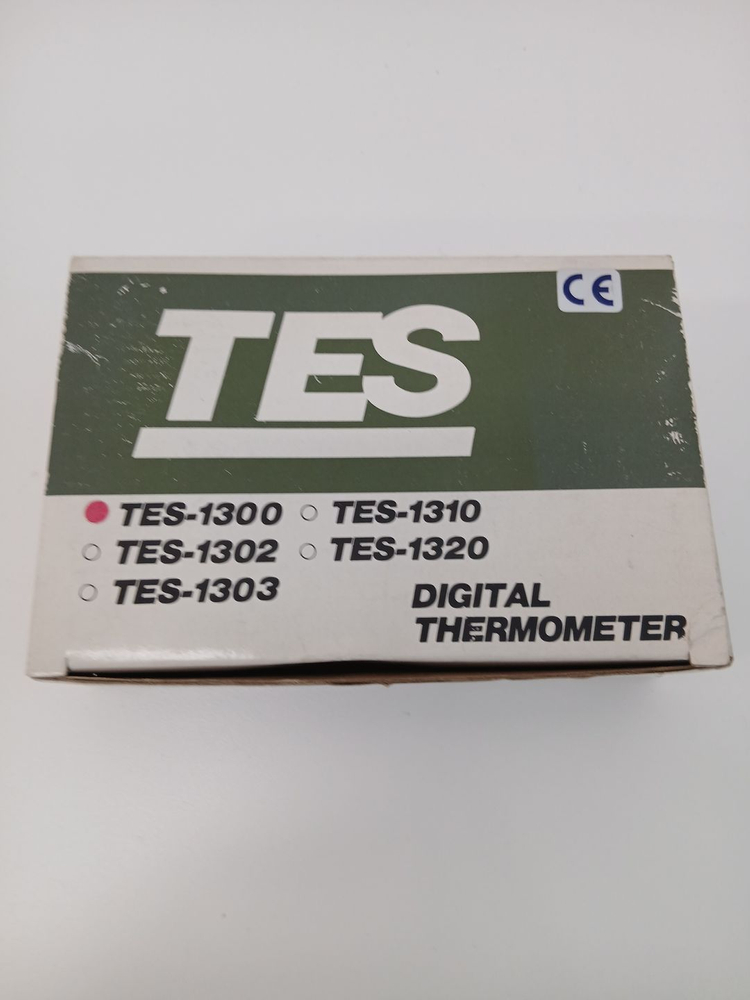 CE
TES
TES-1300 TES-1310
TES-1302 TES-1320
TES-1303
DIGITAL
THERMOMETER